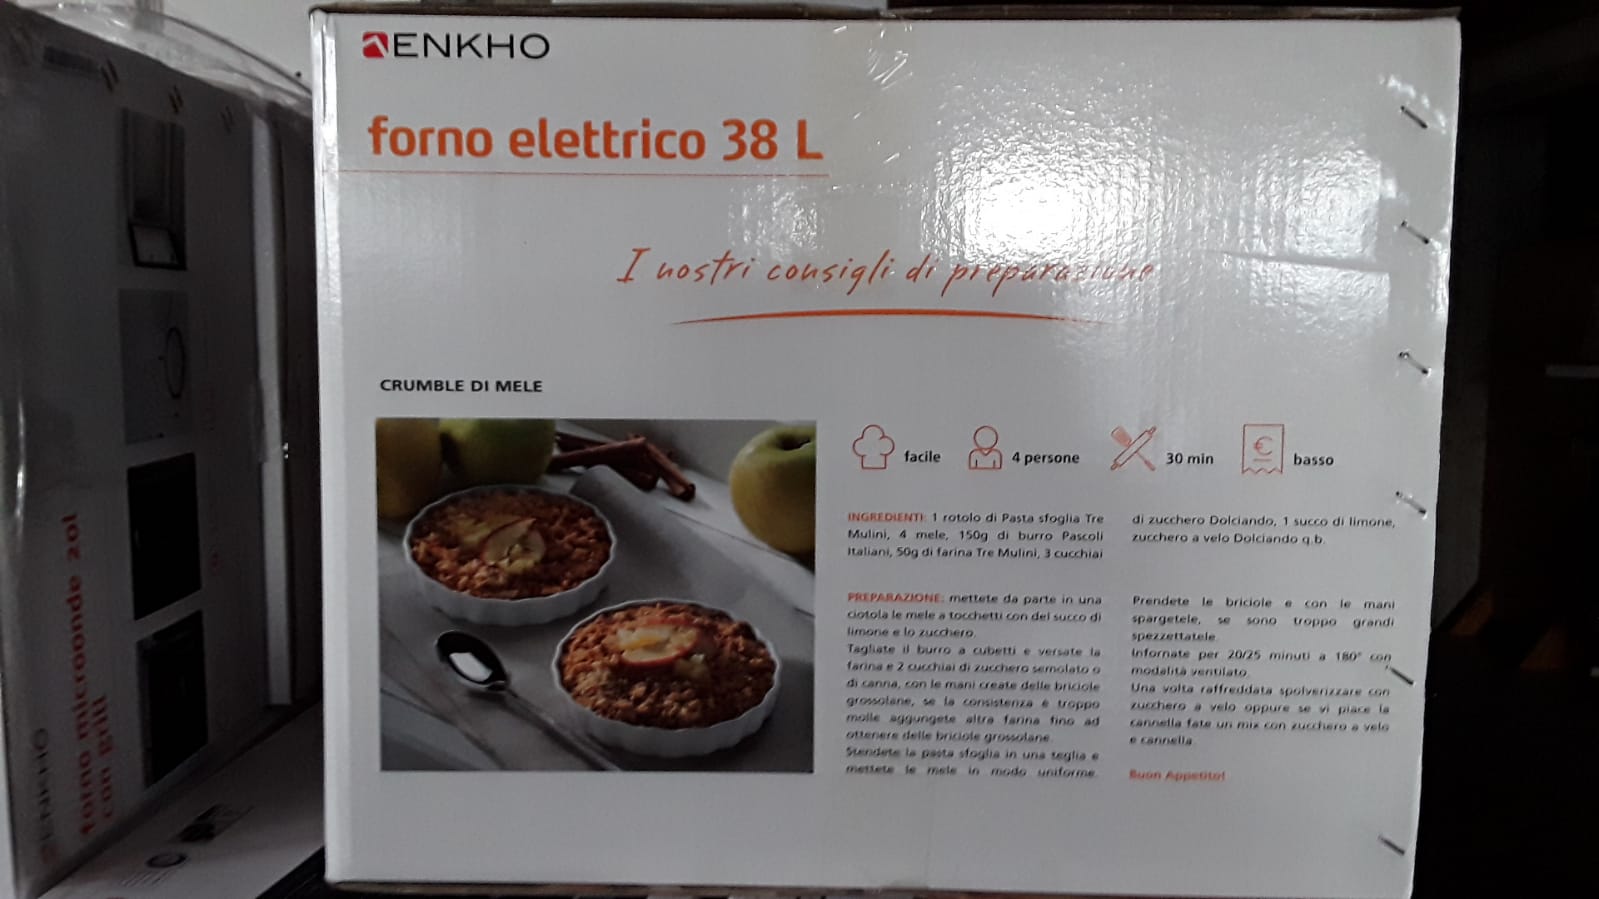 ENKHO
forno elettrico 38 L
I nostri consigli di preparazione
CRUMBLE DI MELE
facile
4 persone
30 min
€
basso
INGREDIENTI: 1 rotolo di Pasta sfoglia Tre
Mulini, 4 mele, 150g di burro Pascoli
Italiani, 50g di farina Tre Mulini, 3 cucchiai
di zucchero Dolciando, 1 succo di limone,
zucchero a velo Dolciando q.b.
PREPARAZIONE: mettete da parte in una
ciotola le mele a tocchetti con del succo di
limone e lo zucchero.
Tagliate il burro a cubetti e versate la
farina e 2 cucchiai di zucchero semolato o
di canna, con le mani create delle briciole
grossolane, se la consistenza è troppo
molle aggungete altra farina fino ad
ottenere delle briciole grossolane.
Stendete la pasta sfoglia in una teglia e
mettete le mele in modo uniforme.
Prendete le briciole e con le mani
spargetele, se sono troppo grandi
spezzettatele.
Infornate per 20/25 minuti a 180° con
modalità ventilato.
Una volta raffreddata spolverizzare con
zucchero a velo oppure se vi piace la
cannella fate un mix con zucchero a velo
e cannella.
Buon Appetito!
ENKHO
forno microonde 20l
con grill